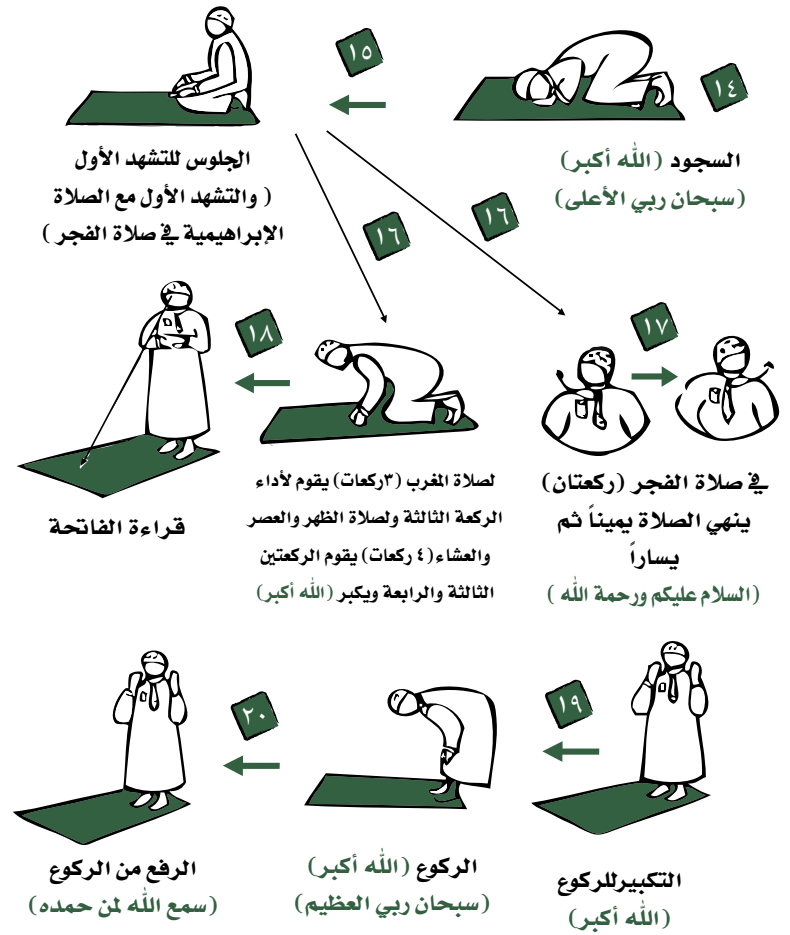 ١٤
السجود (الله أكبر)
(سبحان ربي الأعلى)
١٥
الجلوس للتشهد الأول
( والتشهد الأول مع الصلاة
الإبراهيمية في صلاة الفجر )
١٦
١٦
١٧
في صلاة الفجر (ركعتان)
ينهي الصلاة يميناً ثم
يساراً
(السلام عليكم ورحمة الله )
لصلاة المغرب (٣ركعات) يقوم لأداء
الركعة الثالثة ولصلاة الظهر والعصر
والعشاء(٤ ركعات) يقوم الركعتين
الثالثة والرابعة ويكبر (الله أكبر)
١٨
قراءة الفاتحة
١٩
التكبيرللركوع
(الله أكبر)
الركوع (الله أكبر)
(سبحان ربي العظيم)
٢٠
الرفع من الركوع
(سمع الله لمن حمده)